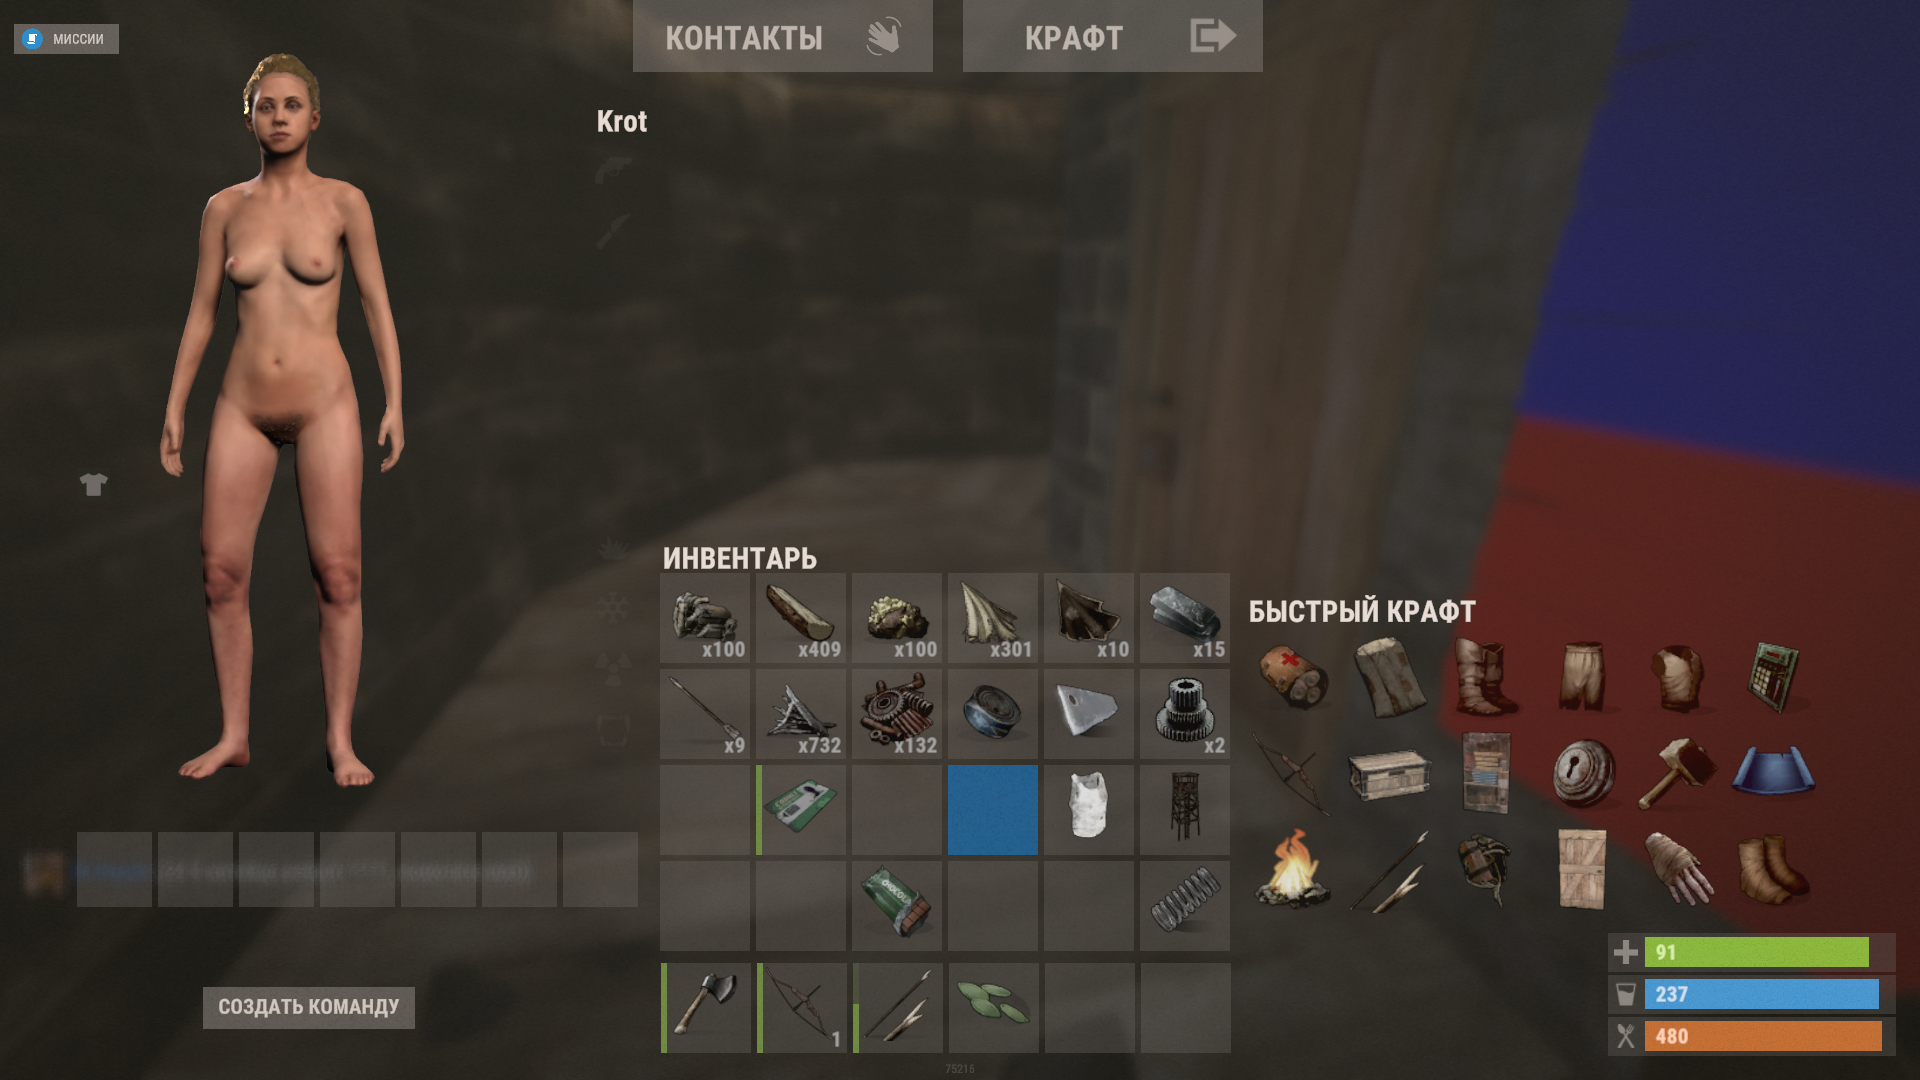 МИССИИ
КОНТАКТЫ
КРАФТ
Krot
ИНВЕНТАРЬ
x100
x409
x100
x301
x10
x15
x9
x732
x132
x2
1
БЫСТРЫЙ КРАФТ
СОЗДАТЬ КОМАНДУ
91
237
480
75216